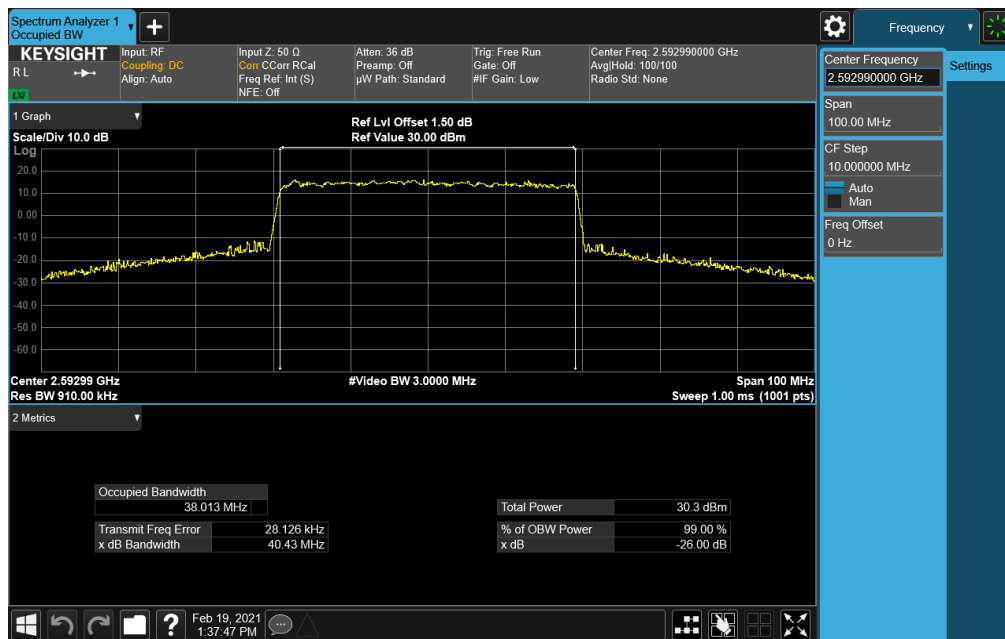 Spectrum Analyzer 1
Occupied BW
Frequency
KEYSIGHT
R L
LXI
Input: RF
Coupling: DC
Align: Auto
Input Z: 50 Ω
Corr CCorr RCal
Freq Ref: Int (S)
NFE: Off
Atten: 36 dB
Preamp: Off
µW Path: Standard
Trig: Free Run
Gate: Off
#IF Gain: Low
Center Freq: 2.592990000 GHz
Avg|Hold: 100/100
Radio Std: None
Center Frequency
2.592990000 GHz
Settings
Span
100.00 MHz
CF Step
10.000000 MHz
Auto
Man
Freq Offset
0 Hz
1 Graph
Scale/Div 10.0 dB
Ref Lvl Offset 1.50 dB
Ref Value 30.00 dBm
Log
20.0
10.0
0.00
-10.0
-20.0
-30.0
-40.0
-50.0
-60.0
Center 2.59299 GHz
#Video BW 3.0000 MHz
Span 100 MHz
Res BW 910.00 kHz
Sweep 1.00 ms (1001 pts)
2 Metrics
Occupied Bandwidth
38.013 MHz
Transmit Freq Error 28.126 kHz
x dB Bandwidth 40.43 MHz
Total Power 30.3 dBm
% of OBW Power 99.00 %
x dB -26.00 dB
?
Feb 19, 2021
1:37:47 PM